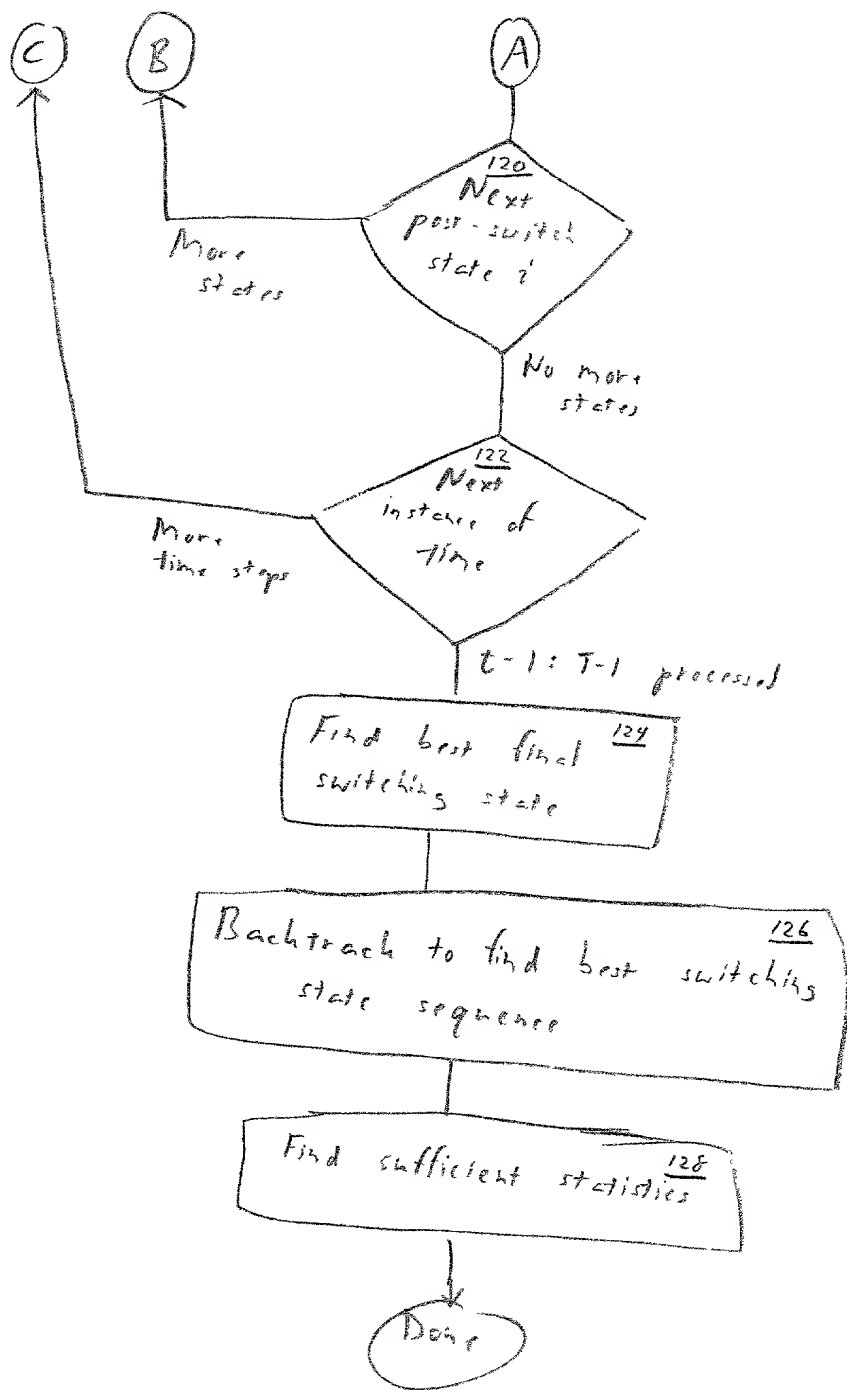 C
B
A
120
Next
post-switch
state i
More
states
No more
states
122
Next
instance of
time
More
time steps
t-1: T-1 processed
Find best final 124
switching state
126
Backtrack to find best switching
state sequence
128
Find sufficient statistics
Done